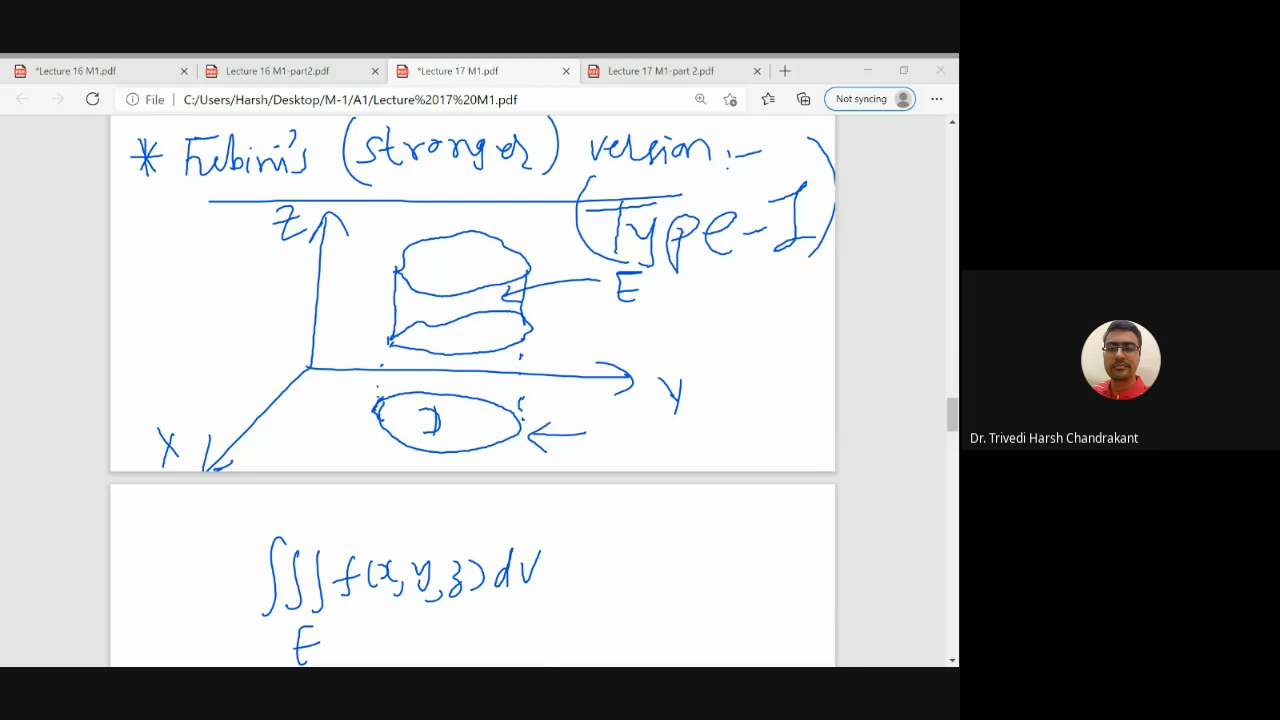 *Lecture 16 M1.pdf
Lecture 16 M1-part2.pdf
*Lecture 17 M1.pdf
Lecture 17 M1-part 2.pdf
File | C:/Users/Harsh/Desktop/M-1/A1/Lecture%2017%20M1.pdf
Not syncing
* Fubini's (stronger) version :-
(Type-I)
Z
E
Y
D
X
∫∫∫ f(x, y, z) dV
E
Dr. Trivedi Harsh Chandrakant